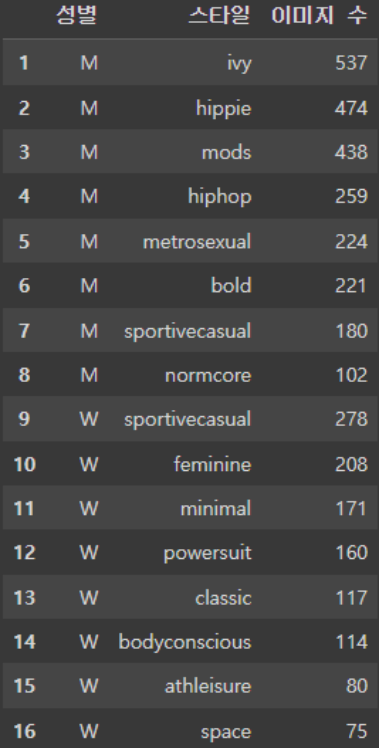 성별 스타일 이미지 수
1 M ivy 537
2 M hippie 474
3 M mods 438
4 M hiphop 259
5 M metrosexual 224
6 M bold 221
7 M sportivecasual 180
8 M normcore 102
9 W sportivecasual 278
10 W feminine 208
11 W minimal 171
12 W powersuit 160
13 W classic 117
14 W bodyconscious 114
15 W athleisure 80
16 W space 75